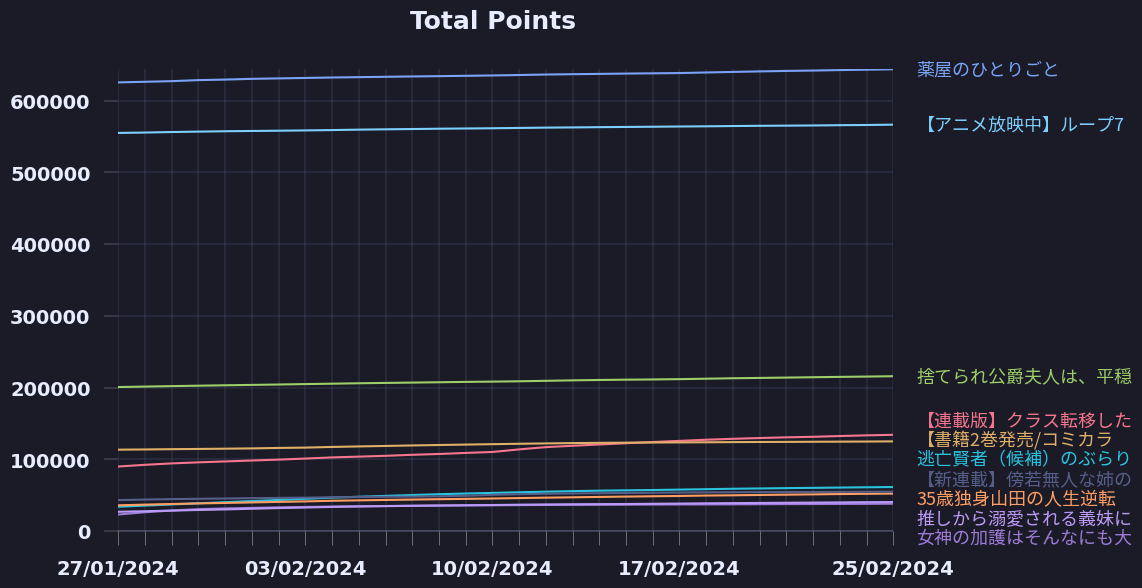 Total Points
600000
500000
400000
300000
200000
100000
0
27/01/2024
03/02/2024
10/02/2024
17/02/2024
25/02/2024
薬屋のひとりごと
【アニメ放映中】ループ7
捨てられ公爵夫人は、平穏
【連載版】クラス転移した
【書籍2巻発売/コミカラ
逃亡賢者（候補）のぶらり
【新連載】傍若無人な姉の
35歳独身山田の人生逆転
推しから溺愛される義妹に
女神の加護はそんなにも大